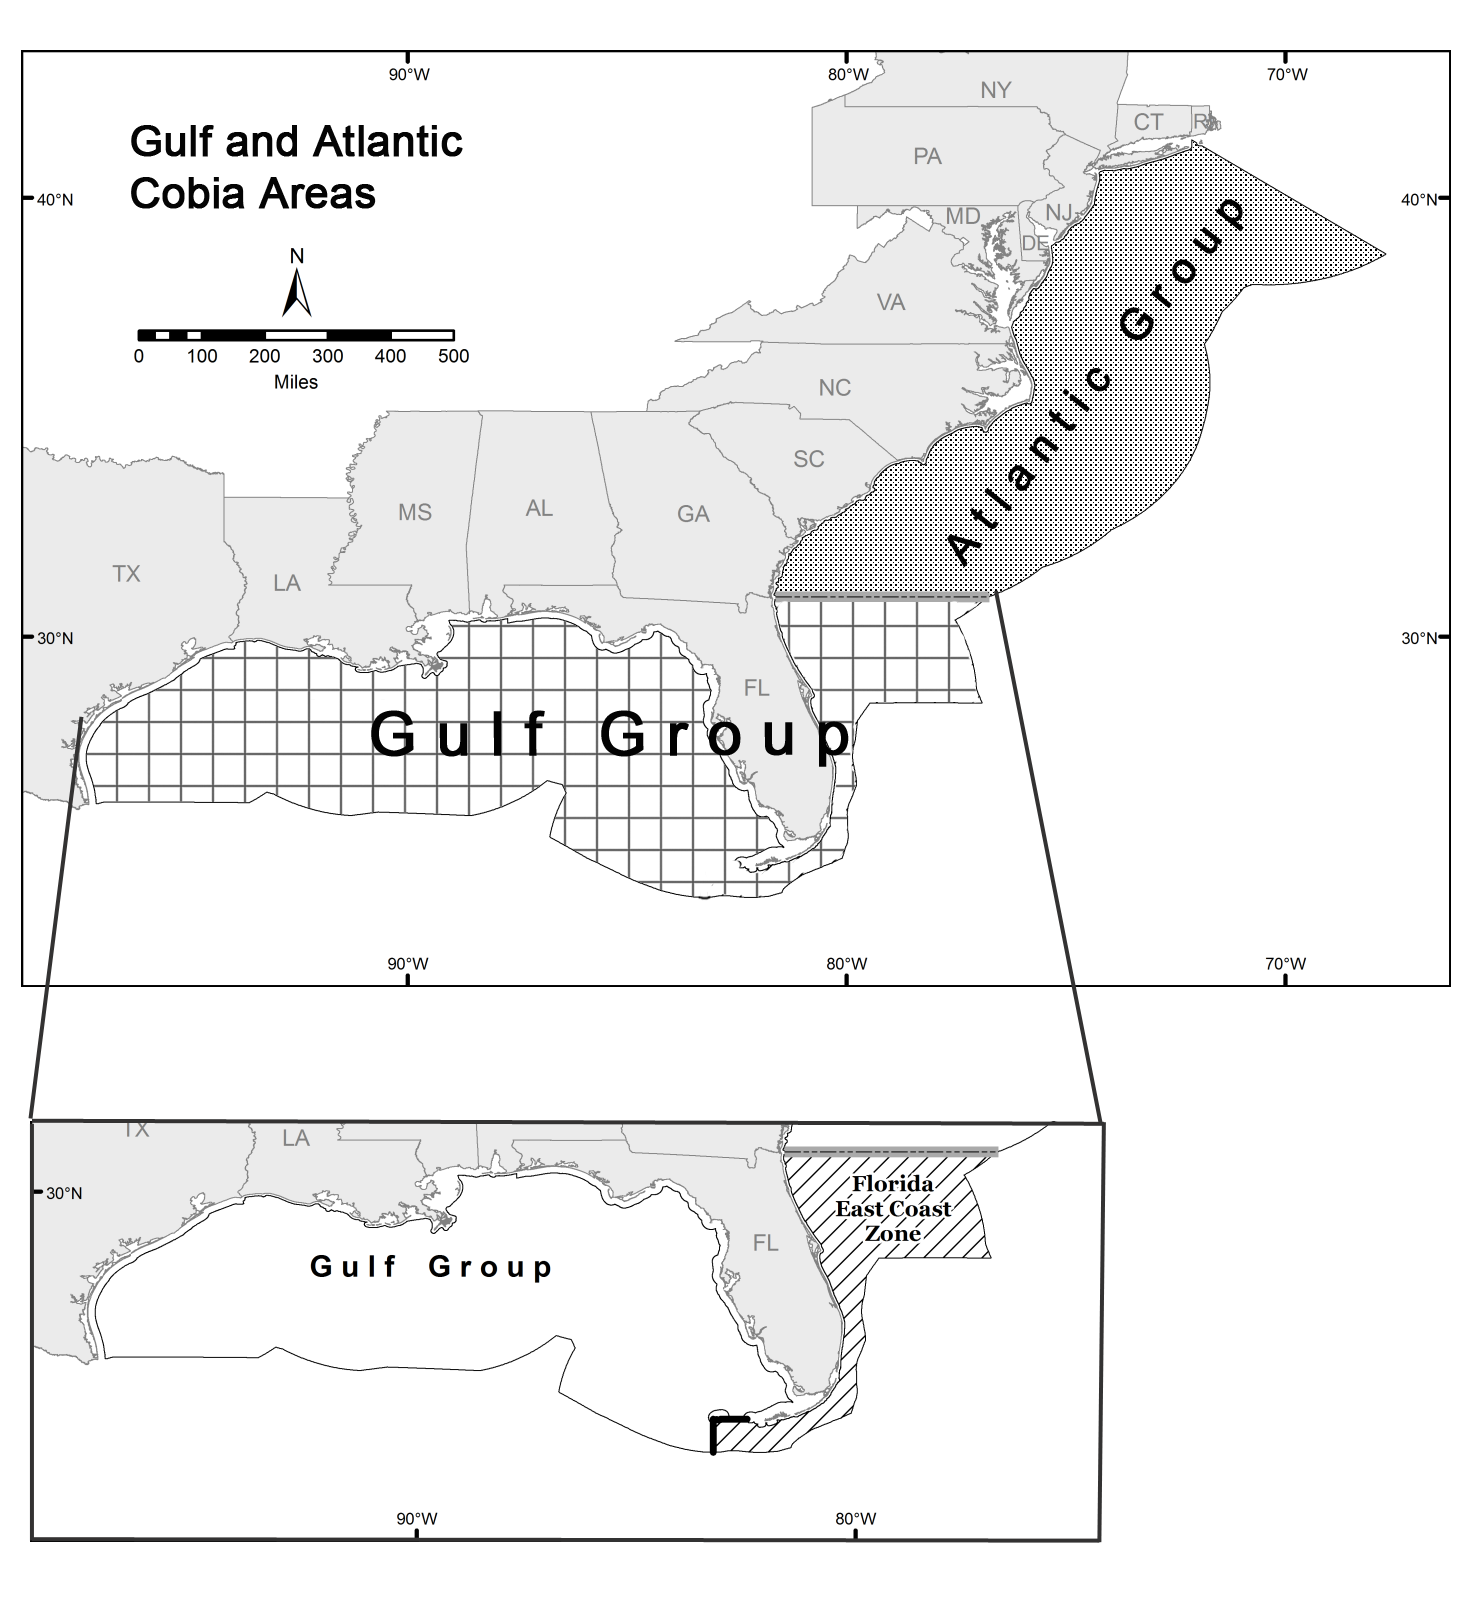 90°W 80°W 70°W
NY
Gulf and Atlantic
Cobia Areas
CT RI
PA
40°N 40°N
MD NJ
DE
N
VA
0 100 200 300 400 500
Miles
NC
SC
MS AL GA
TX LA
Atlantic Group
30°N 30°N
FL
Gulf Group
90°W 80°W 70°W
TX LA
30°N
Florida
East Coast
Zone
FL
Gulf Group
90°W 80°W